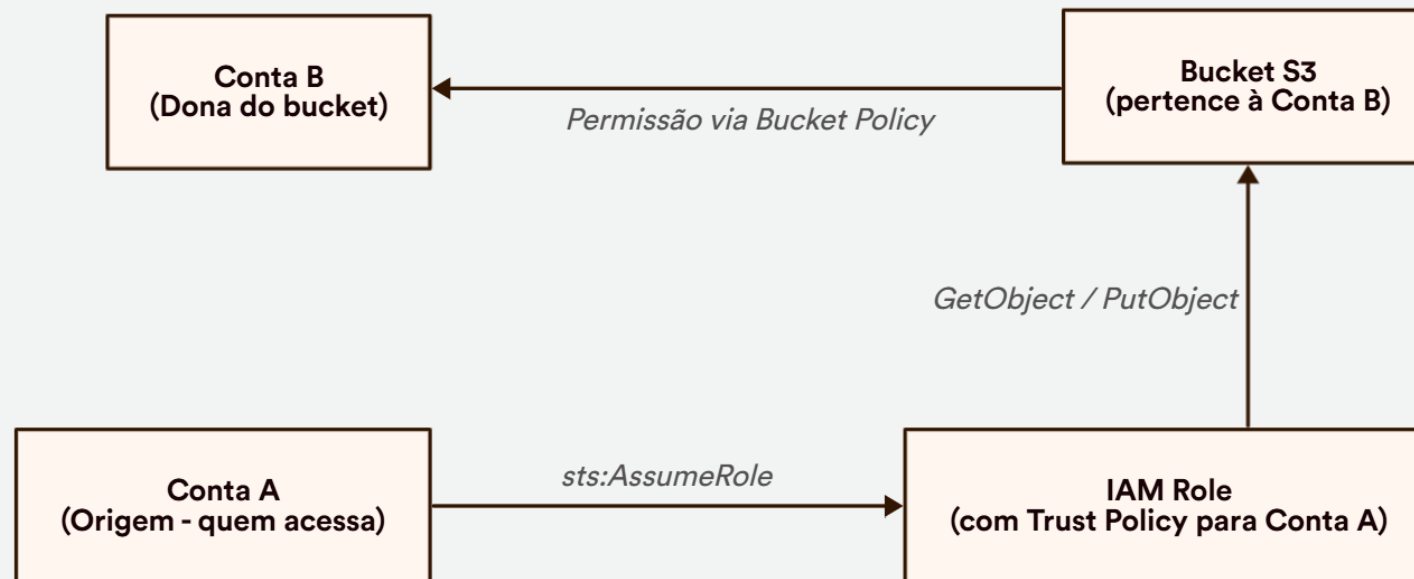 Conta B
(Dona do bucket)
Bucket S3
(pertence à Conta B)
Permissão via Bucket Policy
GetObject / PutObject
Conta A
(Origem - quem acessa)
sts:AssumeRole
IAM Role
(com Trust Policy para Conta A)